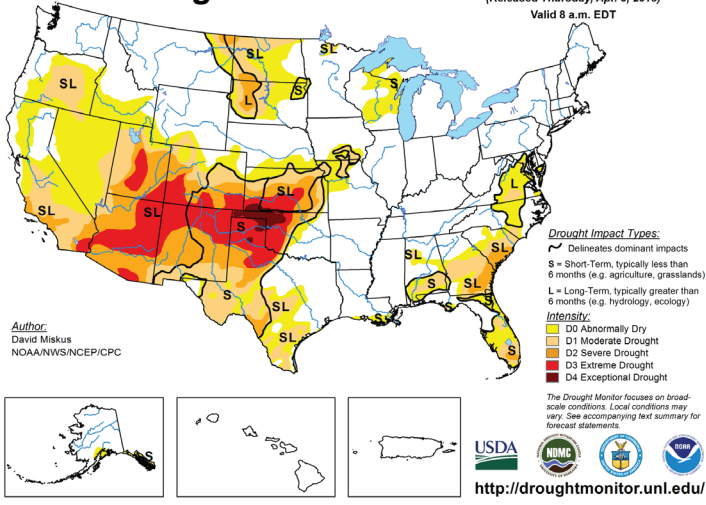 Valid 8 a.m. EDT
SL
SL
SL
S
S
L
SL
SL
SL
S
L
SL
SL
S
SL
S
S
SL
SL
S
S
S
S
Drought Impact Types:
Delineates dominant impacts
S = Short-Term, typically less than
6 months (e.g. agriculture, grasslands)
L = Long-Term, typically greater than
6 months (e.g. hydrology, ecology)
Intensity:
D0 Abnormally Dry
D1 Moderate Drought
D2 Severe Drought
D3 Extreme Drought
D4 Exceptional Drought
Author:
David Miskus
NOAA/NWS/NCEP/CPC
The Drought Monitor focuses on broad-
scale conditions. Local conditions may
vary. See accompanying text summary for
forecast statements.
S
USDA
NDMC
NOAA
http://droughtmonitor.unl.edu/